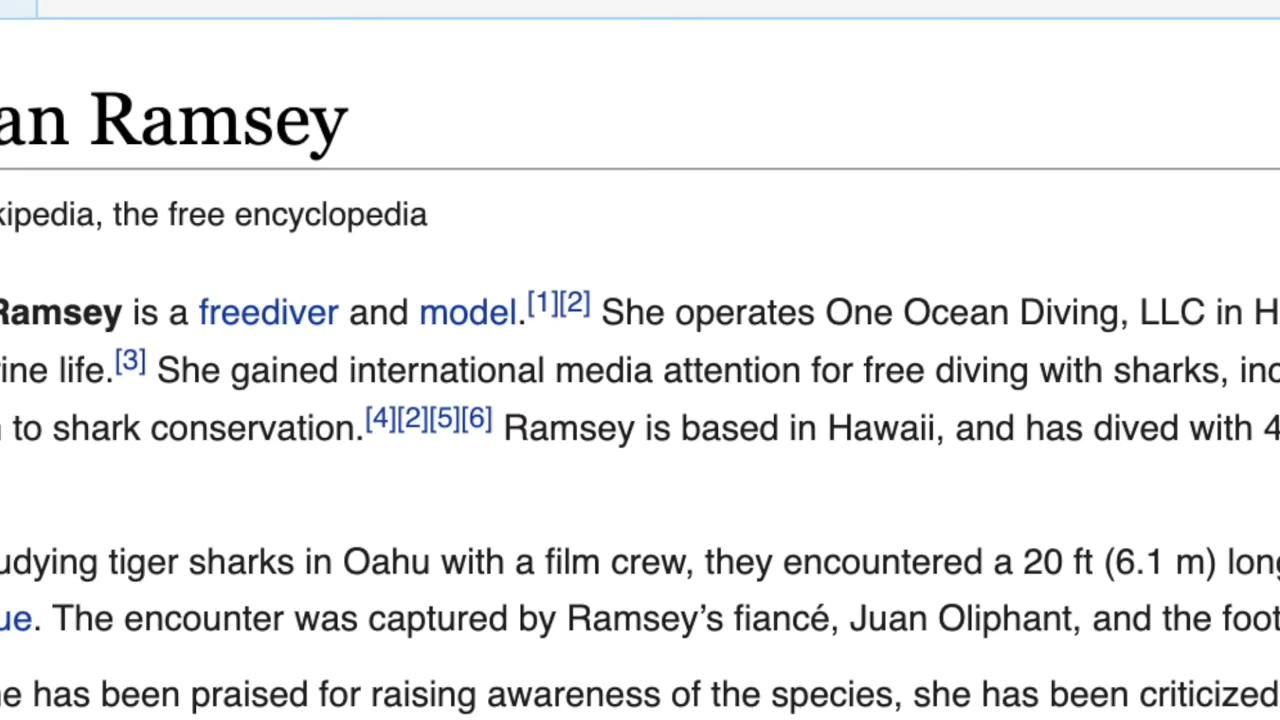 an Ramsey
kipedia, the free encyclopedia
Ramsey is a freediver and model.[1][2] She operates One Ocean Diving, LLC in H
ine life.[3] She gained international media attention for free diving with sharks, inc
to shark conservation.[4][2][5][6] Ramsey is based in Hawaii, and has dived with 4
udying tiger sharks in Oahu with a film crew, they encountered a 20 ft (6.1 m) long
ue. The encounter was captured by Ramsey’s fiancé, Juan Oliphant, and the foot
e has been praised for raising awareness of the species, she has been criticized